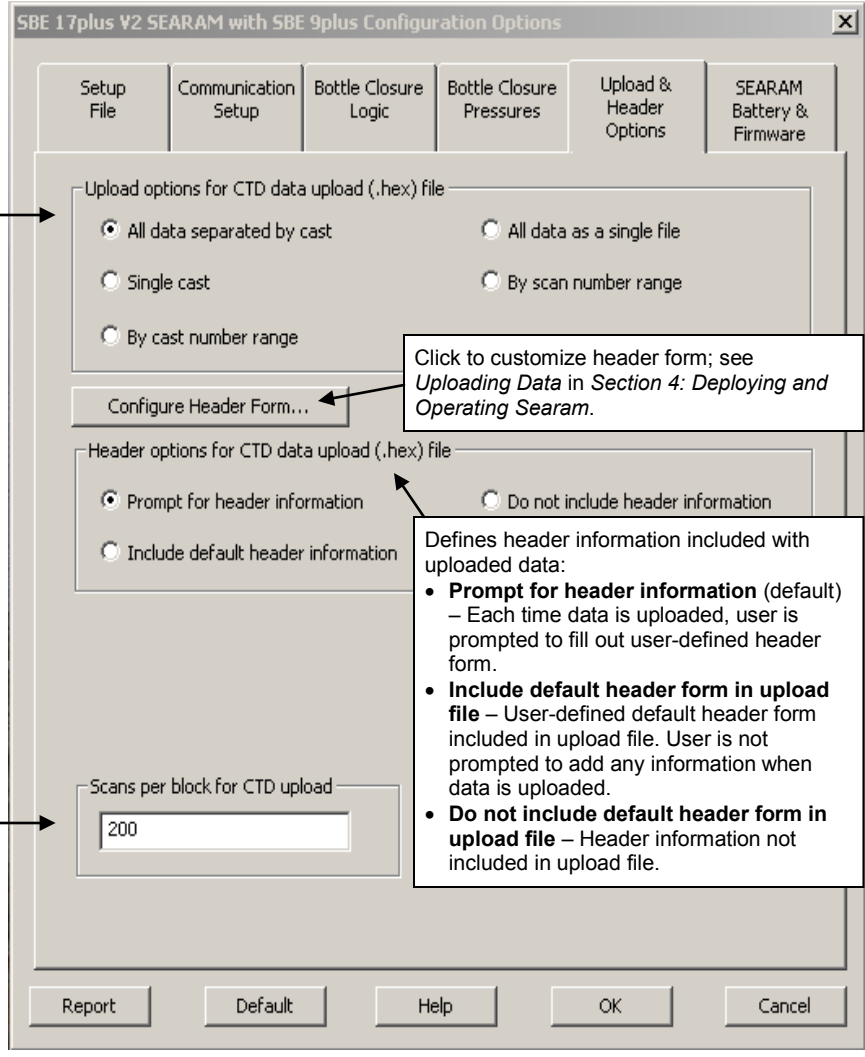 SBE 17plus V2 SEARAM with SBE 9plus Configuration Options
Setup
File
Communication
Setup
Bottle Closure
Logic
Bottle Closure
Pressures
Upload &
Header
Options
SEARAM
Battery &
Firmware
Upload options for CTD data upload (.hex) file
All data separated by cast
All data as a single file
Single cast
By scan number range
By cast number range
Click to customize header form; see
Uploading Data in Section 4: Deploying and
Operating Searam.
Configure Header Form...
Header options for CTD data upload (.hex) file
Prompt for header information
Do not include header information
Include default header information
Defines header information included with
uploaded data:
• Prompt for header information (default)
– Each time data is uploaded, user is
prompted to fill out user-defined header
form.
• Include default header form in upload
file – User-defined default header form
included in upload file. User is not
prompted to add any information when
data is uploaded.
• Do not include default header form in
upload file – Header information not
included in upload file.
Scans per block for CTD upload
200
Report
Default
Help
OK
Cancel